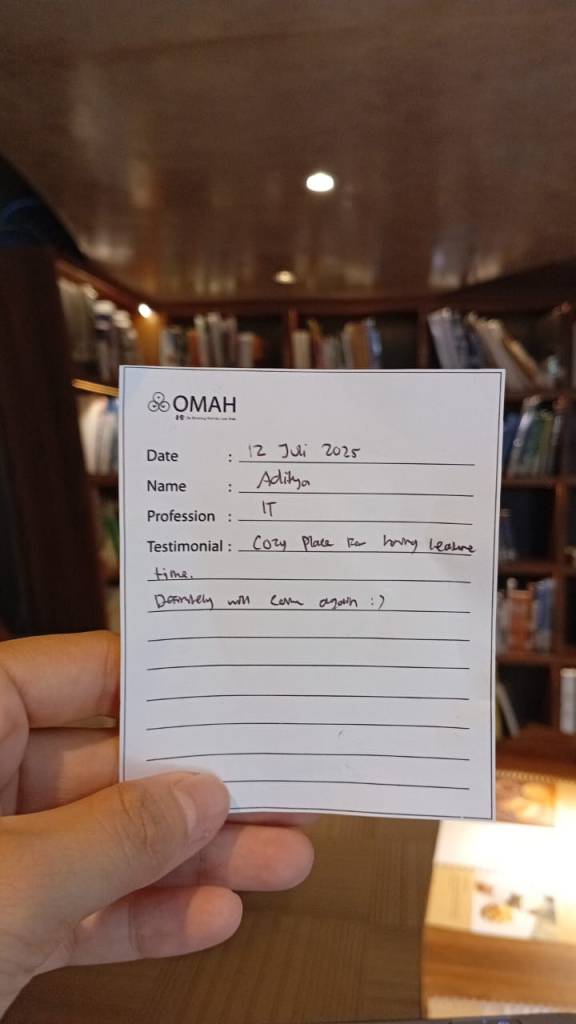 OMAH
Date : 12 Juli 2025
Name : Aditya
Profession : IT
Testimonial : Cozy place for having leasure
time.
Definitely will come again :)